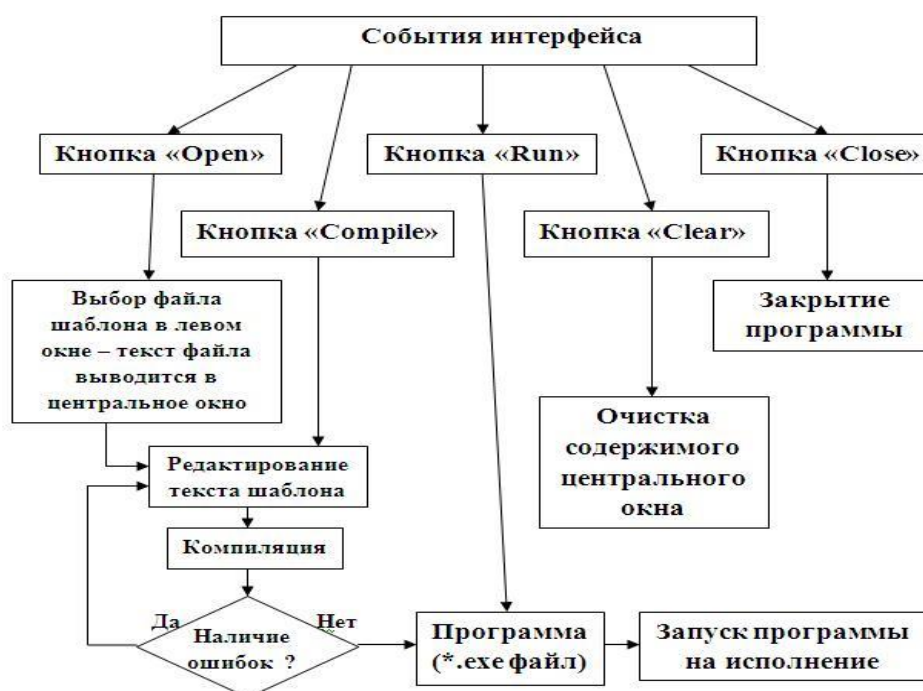 События интерфейса
Кнопка «Open»
Кнопка «Run»
Кнопка «Close»
Кнопка «Compile»
Кнопка «Clear»
Выбор файла
шаблона в левом
окне – текст файла
выводится в
центральное окно
Закрытие
программы
Очистка
содержимого
центрального
окна
Редактирование
текста шаблона
Компиляция
Да
Нет
Наличие
ошибок ?
Программа
(*.exe файл)
Запуск программы
на исполнение